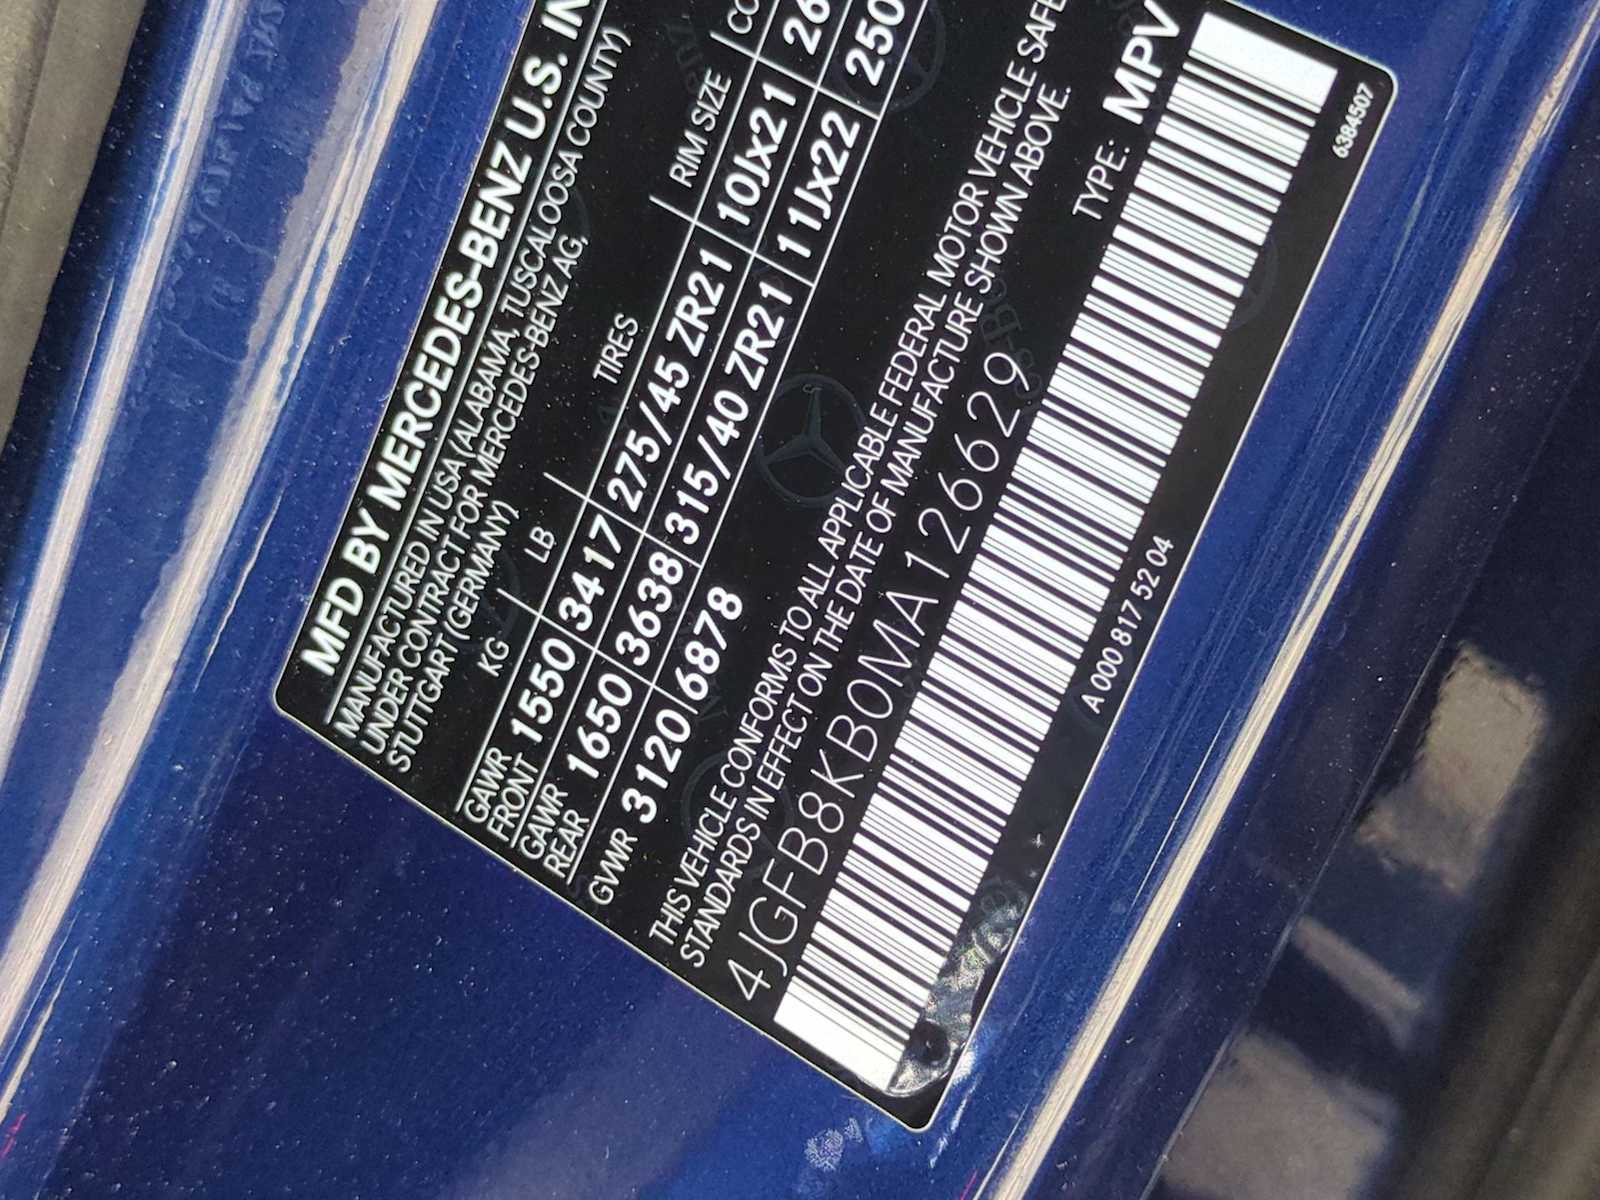 MFD BY MERCEDES-BENZ U.S. IN
MANUFACTURED IN USA (ALABAMA, TUSCALOOSA COUNTY)
UNDER CONTRACT FOR MERCEDES-BENZ AG,
STUTTGART (GERMANY)
KG LB TIRES RIM SIZE CO
GAWR FRONT 1550 3417 275/45 ZR21 10Jx21 26
GAWR REAR 1650 3638 315/40 ZR21 11Jx22 250
GVWR 3120 6878
THIS VEHICLE CONFORMS TO ALL APPLICABLE FEDERAL MOTOR VEHICLE SAFE
STANDARDS IN EFFECT ON THE DATE OF MANUFACTURE SHOWN ABOVE.
4JGFB8KB0MA126629 TYPE: MPV
A 000 817 52 04
6384507